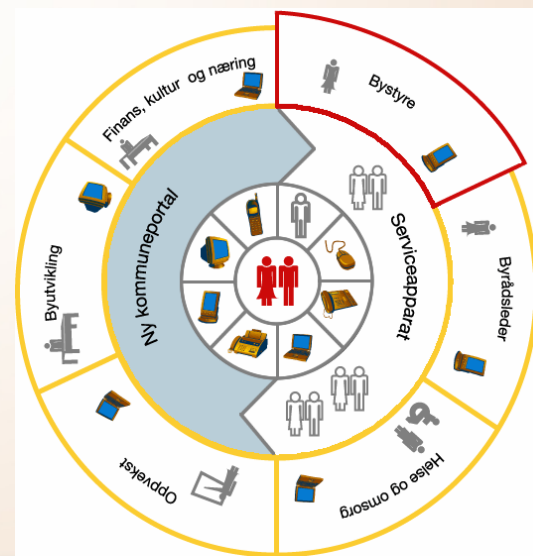 Finans, kultur og næring
Bystyre
Byrådsleder
Helse og omsorg
Oppvekst
Byutvikling
Ny kommuneportal
Serviceapparat